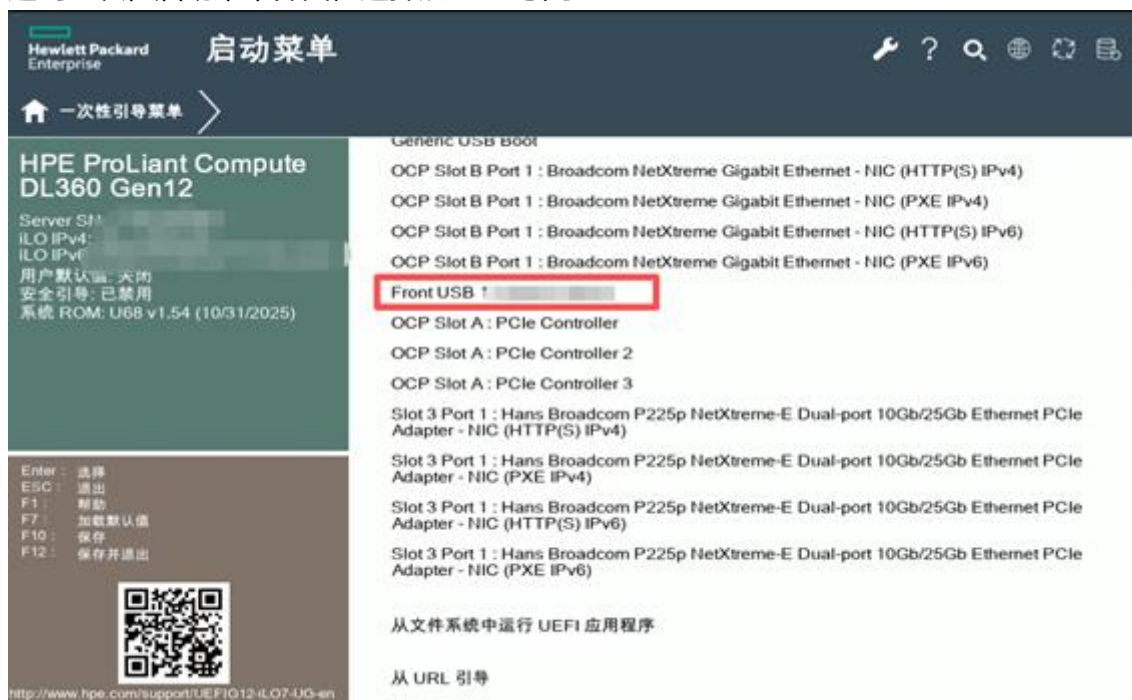 Hewlett Packard
Enterprise
启动菜单
?
一次性引导菜单
HPE ProLiant Compute
DL360 Gen12
Server SN
iLO IPv4:
iLO IPv6
用户默认值: 关闭
安全引导: 已禁用
系统 ROM: U68 v1.54 (10/31/2025)
Enter : 选择
ESC : 退出
F1 : 帮助
F7 : 加载默认值
F10 : 保存
F12 : 保存并退出
http://www.hpe.com/support/UEFIG12-iLO7-UG-en
Generic USB Boot
OCP Slot B Port 1 : Broadcom NetXtreme Gigabit Ethernet - NIC (HTTP(S) IPv4)
OCP Slot B Port 1 : Broadcom NetXtreme Gigabit Ethernet - NIC (PXE IPv4)
OCP Slot B Port 1 : Broadcom NetXtreme Gigabit Ethernet - NIC (HTTP(S) IPv6)
OCP Slot B Port 1 : Broadcom NetXtreme Gigabit Ethernet - NIC (PXE IPv6)
Front USB
OCP Slot A : PCIe Controller
OCP Slot A : PCIe Controller 2
OCP Slot A : PCIe Controller 3
Slot 3 Port 1 : Hans Broadcom P225p NetXtreme-E Dual-port 10Gb/25Gb Ethernet PCIe
Adapter - NIC (HTTP(S) IPv4)
Slot 3 Port 1 : Hans Broadcom P225p NetXtreme-E Dual-port 10Gb/25Gb Ethernet PCIe
Adapter - NIC (PXE IPv4)
Slot 3 Port 1 : Hans Broadcom P225p NetXtreme-E Dual-port 10Gb/25Gb Ethernet PCIe
Adapter - NIC (HTTP(S) IPv6)
Slot 3 Port 1 : Hans Broadcom P225p NetXtreme-E Dual-port 10Gb/25Gb Ethernet PCIe
Adapter - NIC (PXE IPv6)
从文件系统中运行 UEFI 应用程序
从 URL 引导